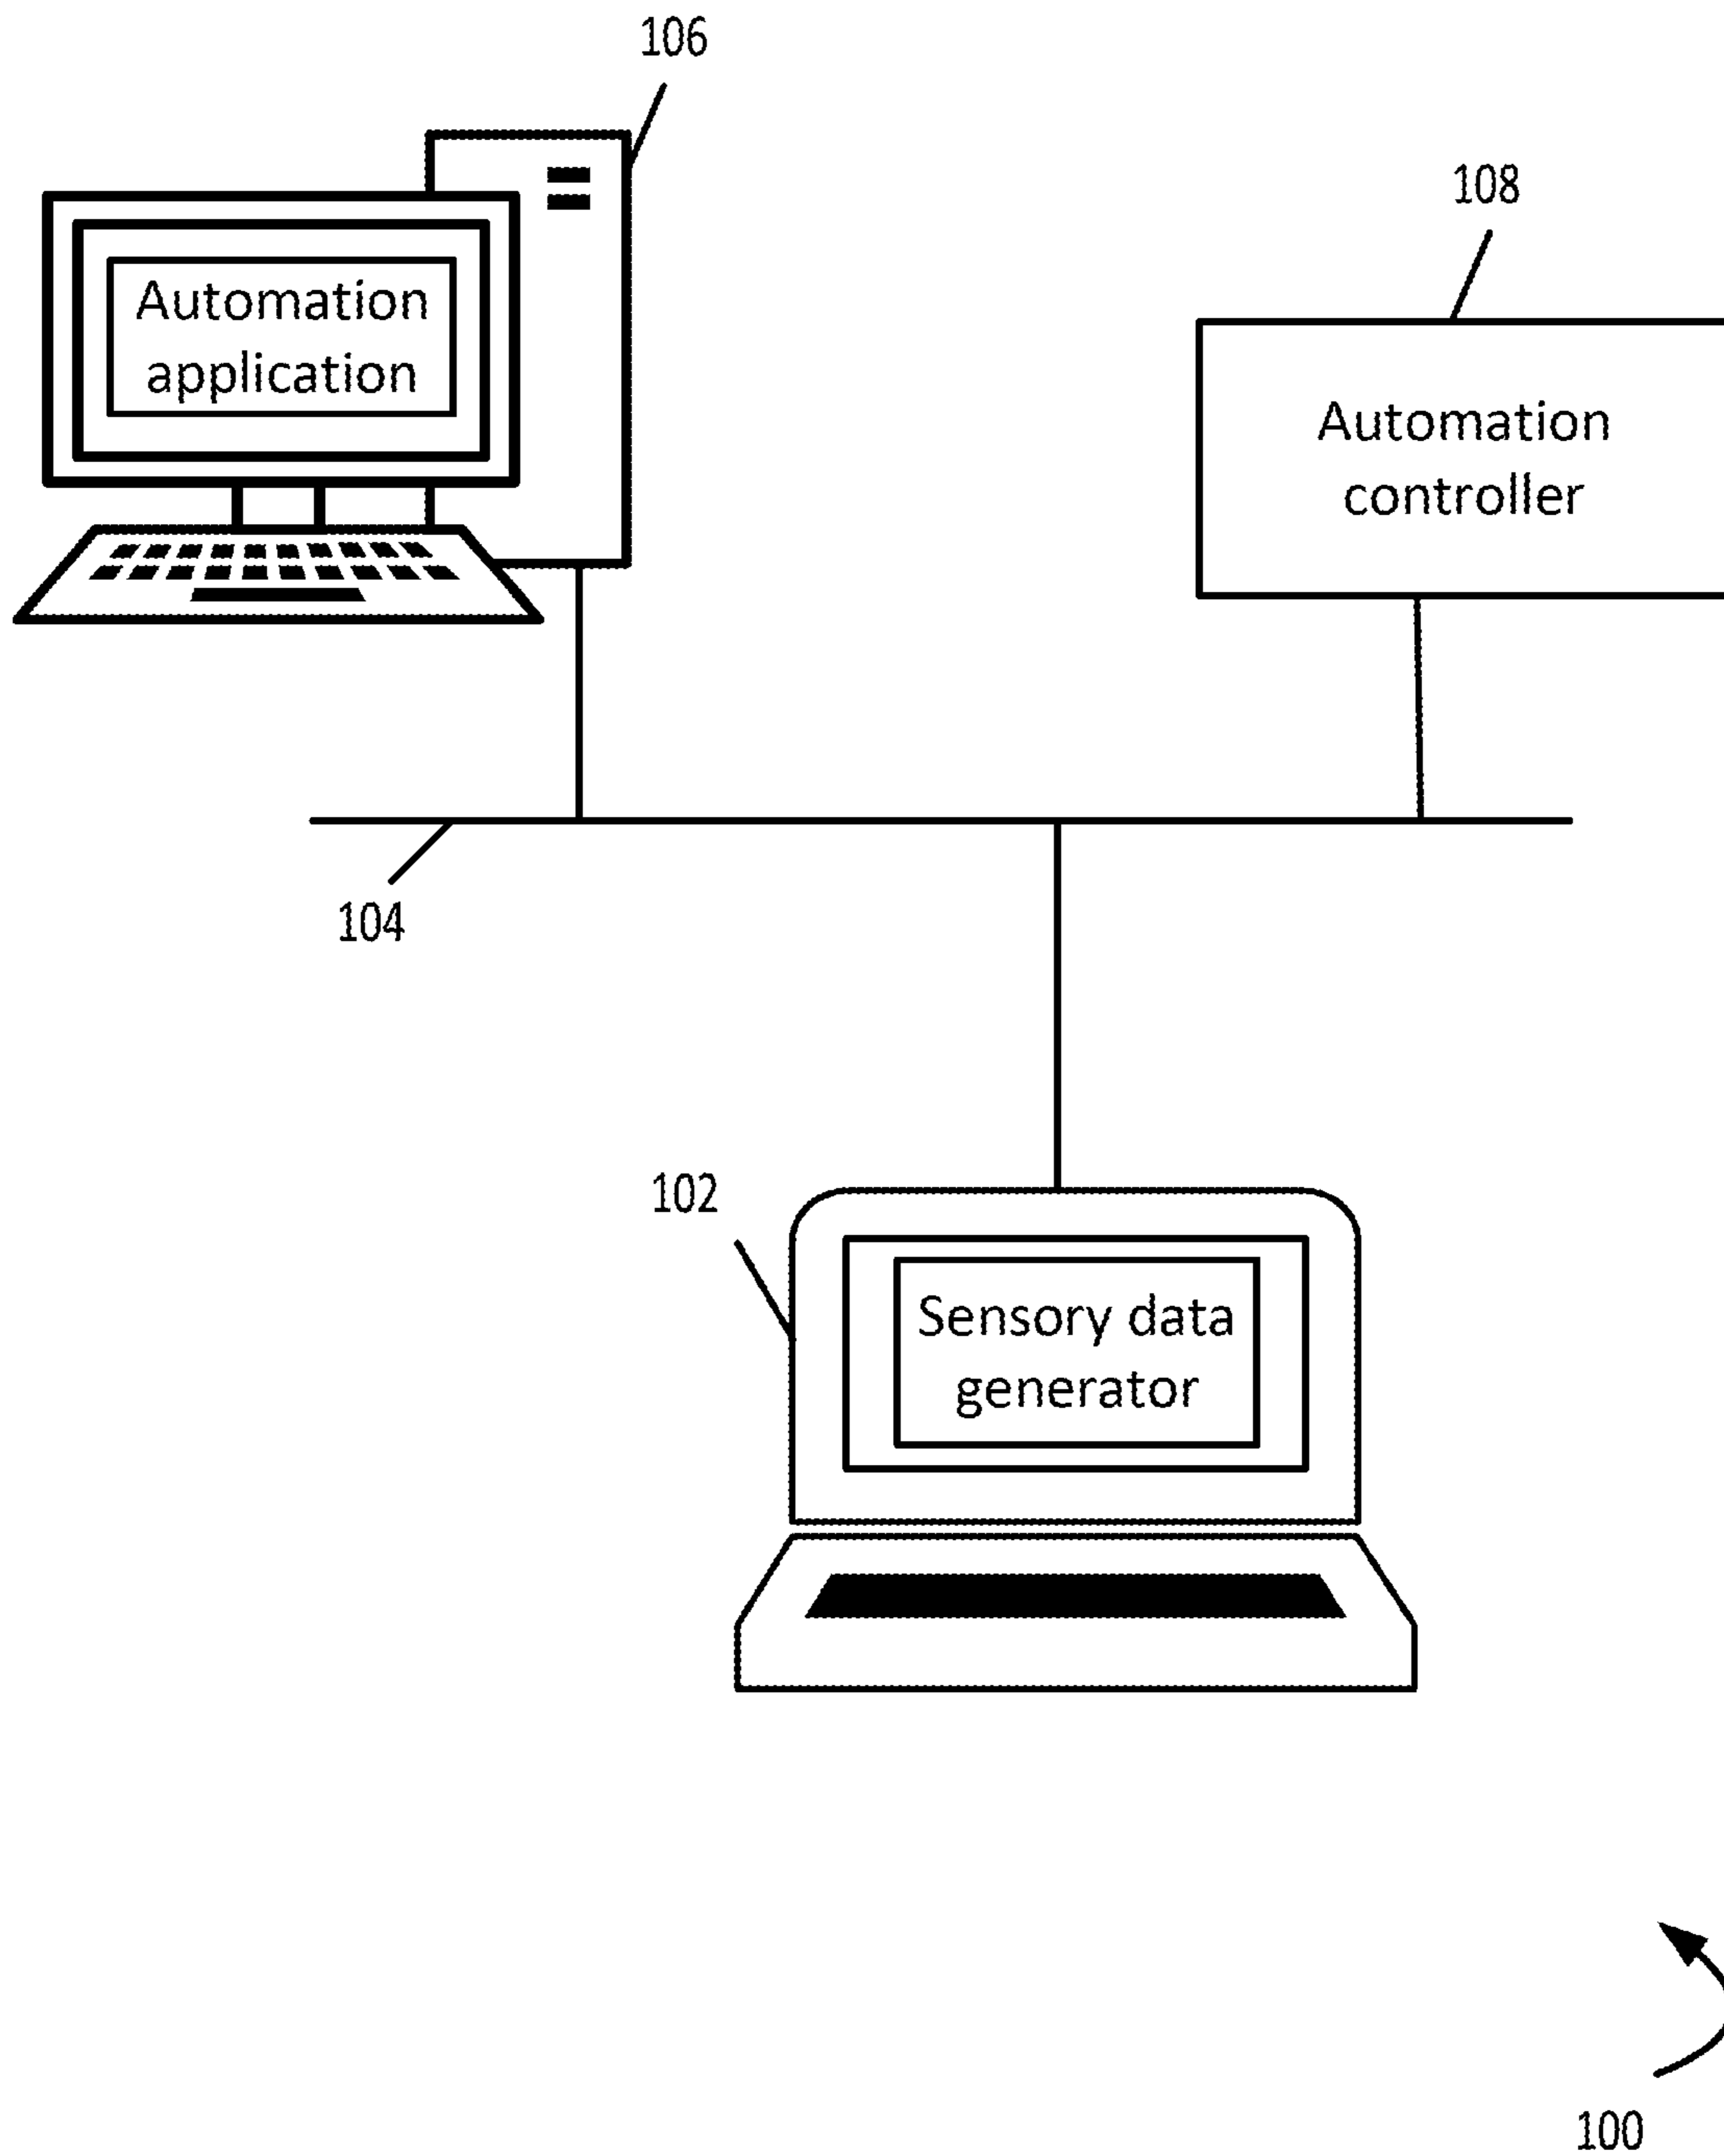 106
108
Automation
application
Automation
controller
104
102
Sensory data
generator
100